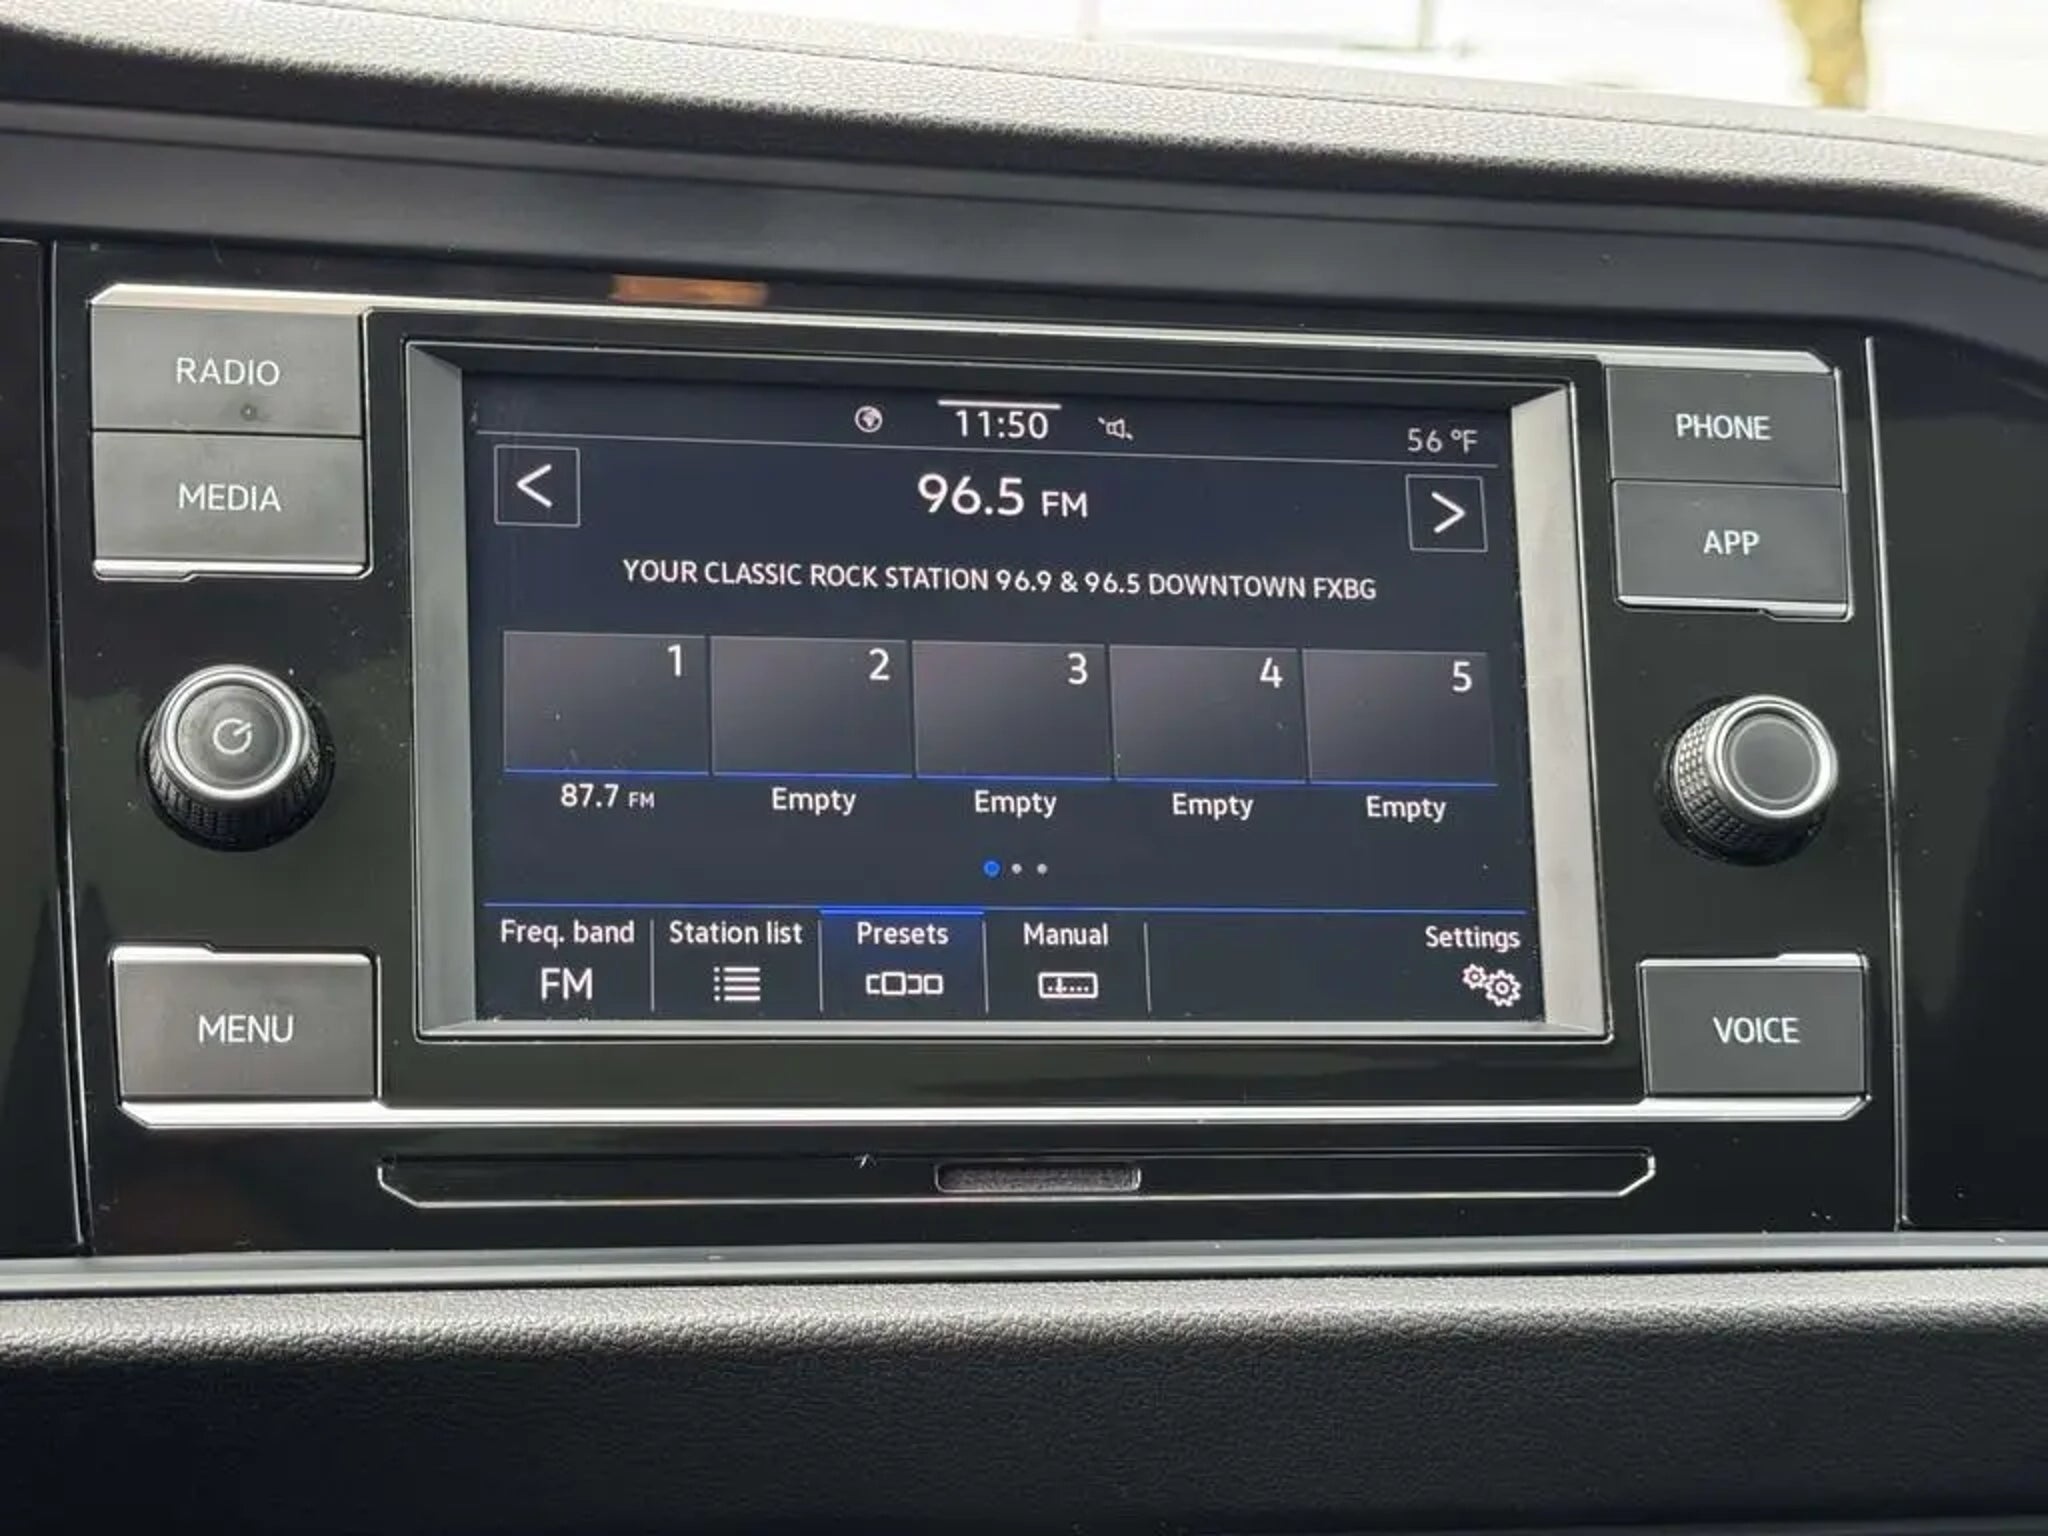 RADIO
MEDIA
MENU
11:50
56 °F
<
96.5 FM
>
YOUR CLASSIC ROCK STATION 96.9 & 96.5 DOWNTOWN FXBG
1
2
3
4
5
87.7 FM
Empty
Empty
Empty
Empty
Freq. band
Station list
Presets
Manual
Settings
FM
PHONE
APP
VOICE